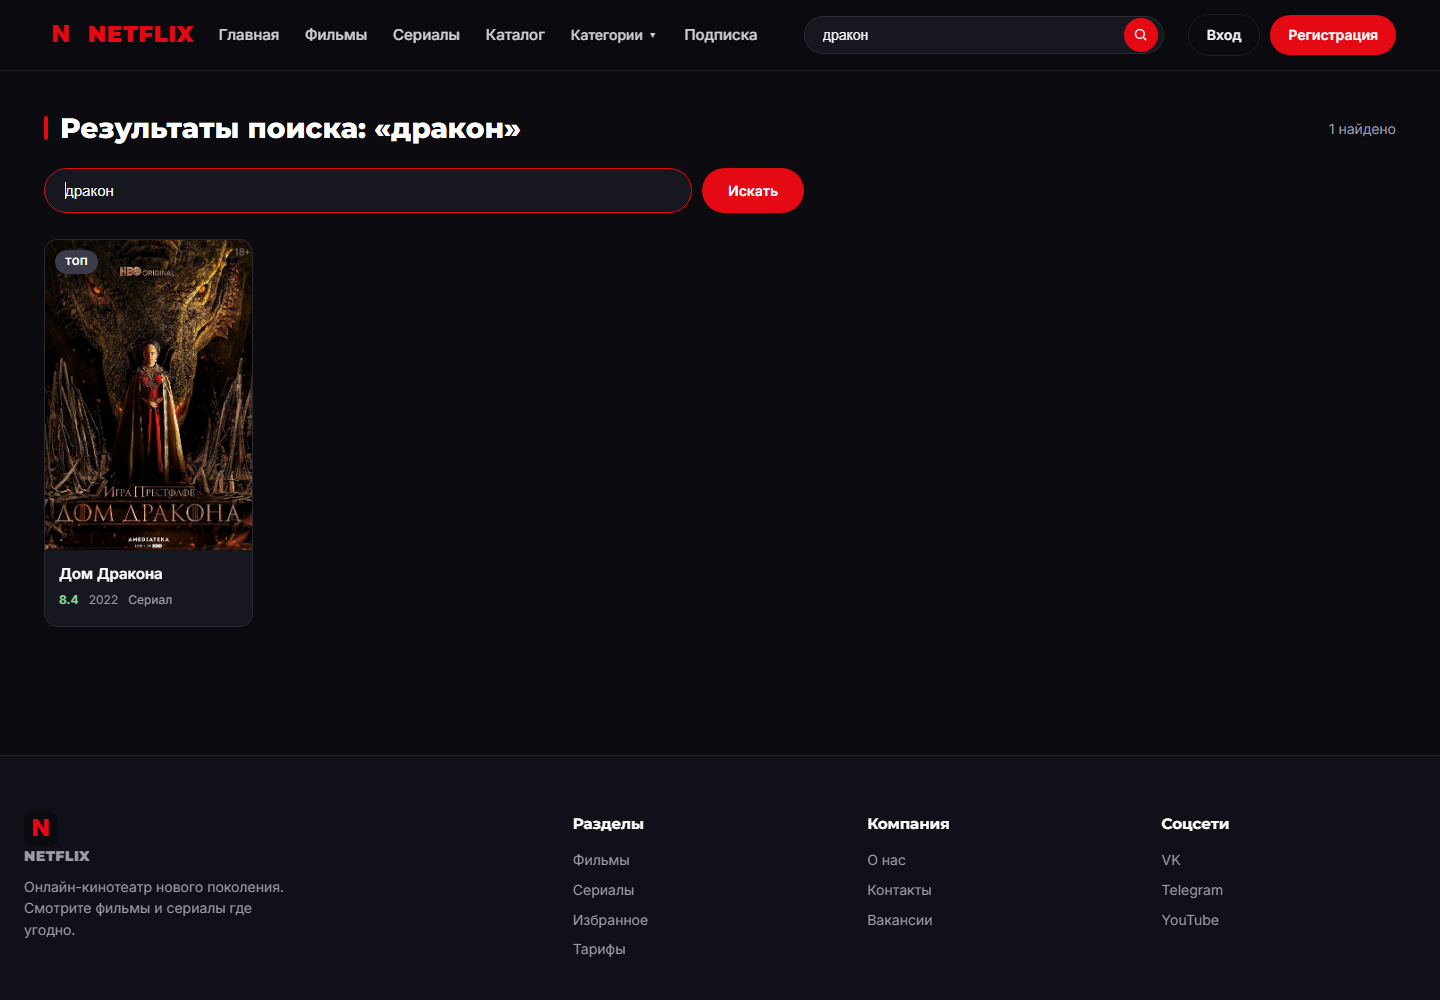 N NETFLIX Главная Фильмы Сериалы Каталог Категории ▼ Подписка дракон Вход Регистрация
Результаты поиска: «дракон»
1 найдено
дракон
Искать
ТОП
18+
HBO ORIGINAL
ИГРА ПРЕСТОЛОВ
ДОМ ДРАКОНА
AMEDIATEKA
HBO
Дом Дракона
8.4 2022 Сериал
N
NETFLIX
Онлайн-кинотеатр нового поколения.
Смотрите фильмы и сериалы где
угодно.
Разделы
Фильмы
Сериалы
Избранное
Тарифы
Компания
О нас
Контакты
Вакансии
Соцсети
VK
Telegram
YouTube